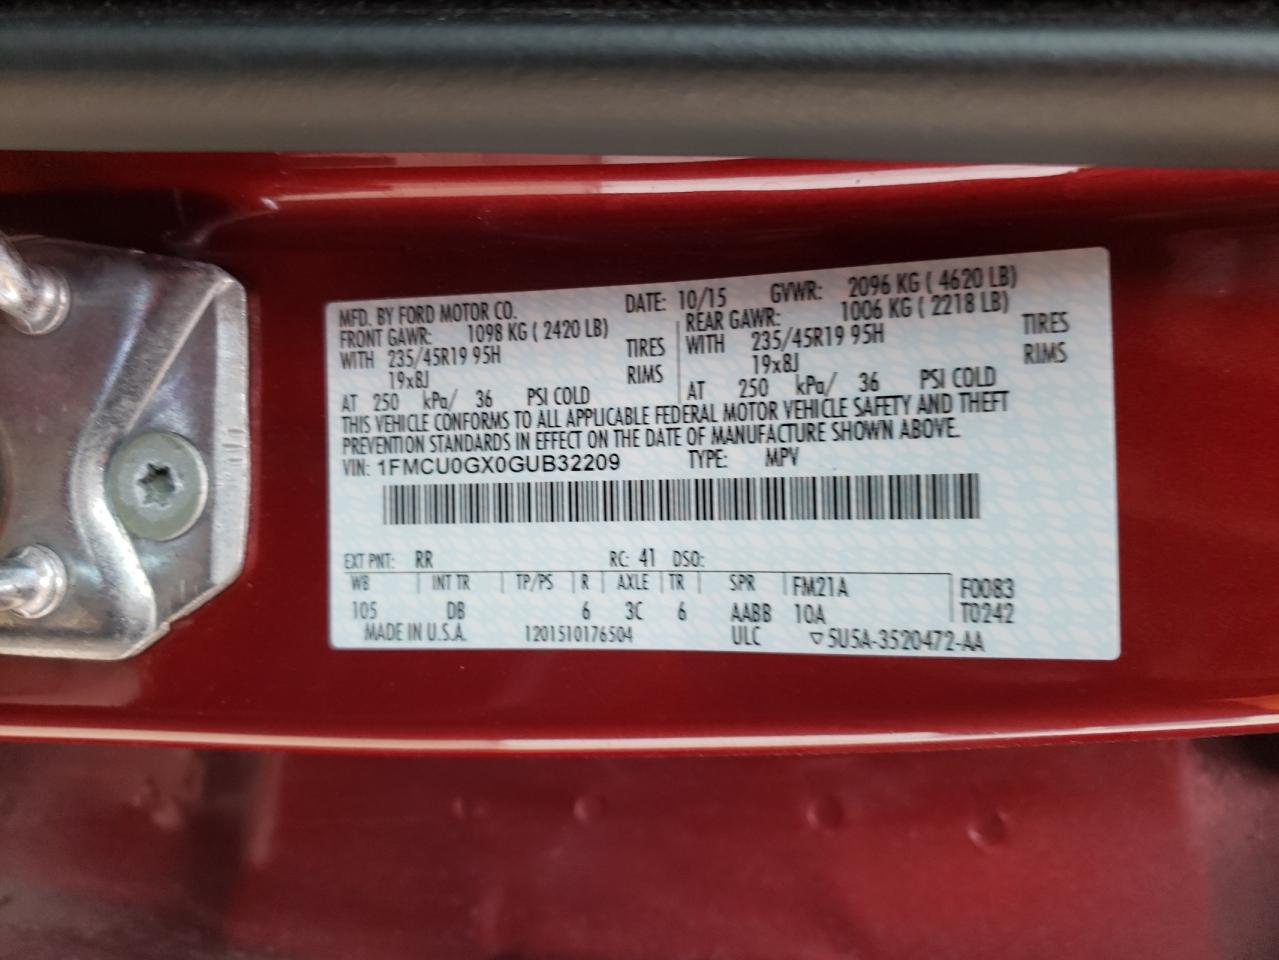 MFD. BY FORD MOTOR CO. DATE: 10/15 GVWR: 2096 KG ( 4620 LB)
FRONT GAWR: 1098 KG ( 2420 LB) REAR GAWR: 1006 KG ( 2218 LB)
WITH 235/45R19 95H TIRES WITH 235/45R19 95H TIRES
19x8J RIMS 19x8J RIMS
AT 250 kPa/ 36 PSI COLD AT 250 kPa/ 36 PSI COLD
THIS VEHICLE CONFORMS TO ALL APPLICABLE FEDERAL MOTOR VEHICLE SAFETY AND THEFT
PREVENTION STANDARDS IN EFFECT ON THE DATE OF MANUFACTURE SHOWN ABOVE.
VIN: 1FMCU0GX0GUB32209 TYPE: MPV
EXT PNT: RR RC: 41 DSO:
WB INT TR TP/PS R AXLE TR SPR FM21A F0083
105 DB 6 3C 6 AABB 10A T0242
MADE IN U.S.A. 1201510176504 ULC ▽5U5A-3520472-AA